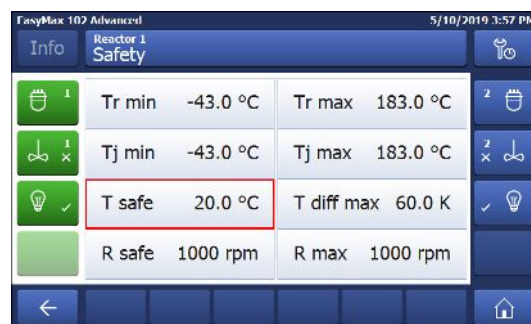 EasyMax 102 Advanced 5/10/2019 3:57 PM
Info Reactor 1
Safety
1 Tr min -43.0 °C Tr max 183.0 °C 2
1 Tj min -43.0 °C Tj max 183.0 °C 2
T safe 20.0 °C T diff max 60.0 K
R safe 1000 rpm R max 1000 rpm